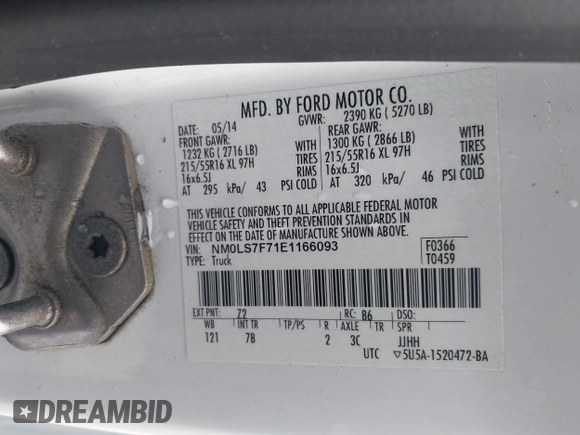 MFD. BY FORD MOTOR CO.
DATE: 05/14 GVWR: 2390 KG ( 5270 LB)
FRONT GAWR: REAR GAWR:
1232 KG ( 2716 LB) WITH 1300 KG ( 2866 LB) WITH
215/55R16 XL 97H TIRES 215/55R16 XL 97H TIRES
16x6.5J RIMS 16x6.5J RIMS
AT 295 kPa/ 43 PSI COLD AT 320 kPa/ 46 PSI COLD
THIS VEHICLE CONFORMS TO ALL APPLICABLE FEDERAL MOTOR
VEHICLE SAFETY AND THEFT PREVENTION STANDARDS IN
EFFECT ON THE DATE OF MANUFACTURE SHOWN ABOVE.
VIN: NM0LS7F71E1166093 F0366
TYPE: Truck T0459
EXT PNT: Z2 RC: 86 DSO:
WB INT TR TP/PS R AXLE TR SPR
121 7B 2 3C JJHH
UTC ▽5U5A-1520472-BA
DREAMBID